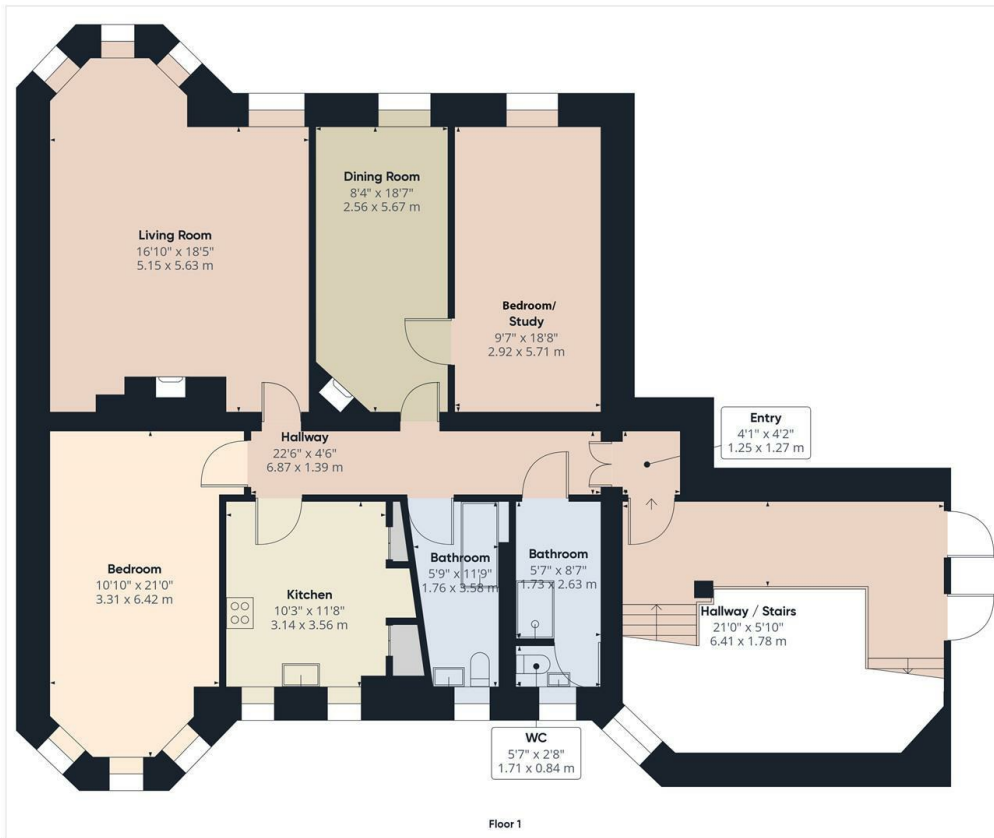 Living Room
16'10" x 18'5"
5.15 x 5.63 m
Dining Room
8'4" x 18'7"
2.56 x 5.67 m
Bedroom/
Study
9'7" x 18'8"
2.92 x 5.71 m
Entry
4'1" x 4'2"
1.25 x 1.27 m
Hallway
22'6" x 4'6"
6.87 x 1.39 m
Bedroom
10'10" x 21'0"
3.31 x 6.42 m
Kitchen
10'3" x 11'8"
3.14 x 3.56 m
Bathroom
5'9" x 11'9"
1.76 x 3.58 m
Bathroom
5'7" x 8'7"
1.73 x 2.63 m
Hallway / Stairs
21'0" x 5'10"
6.41 x 1.78 m
WC
5'7" x 2'8"
1.71 x 0.84 m
Floor 1